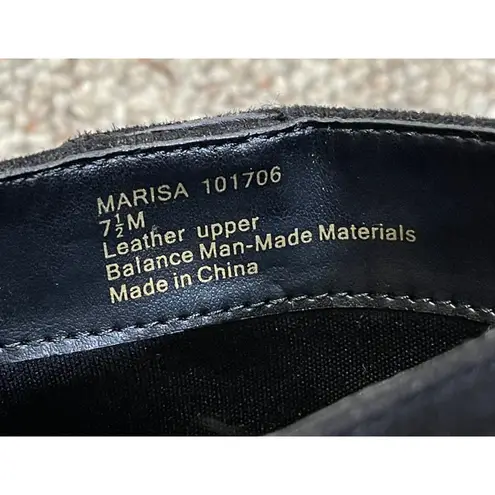 MARISA 101706
7½M
Leather upper
Balance Man-Made Materials
Made in China